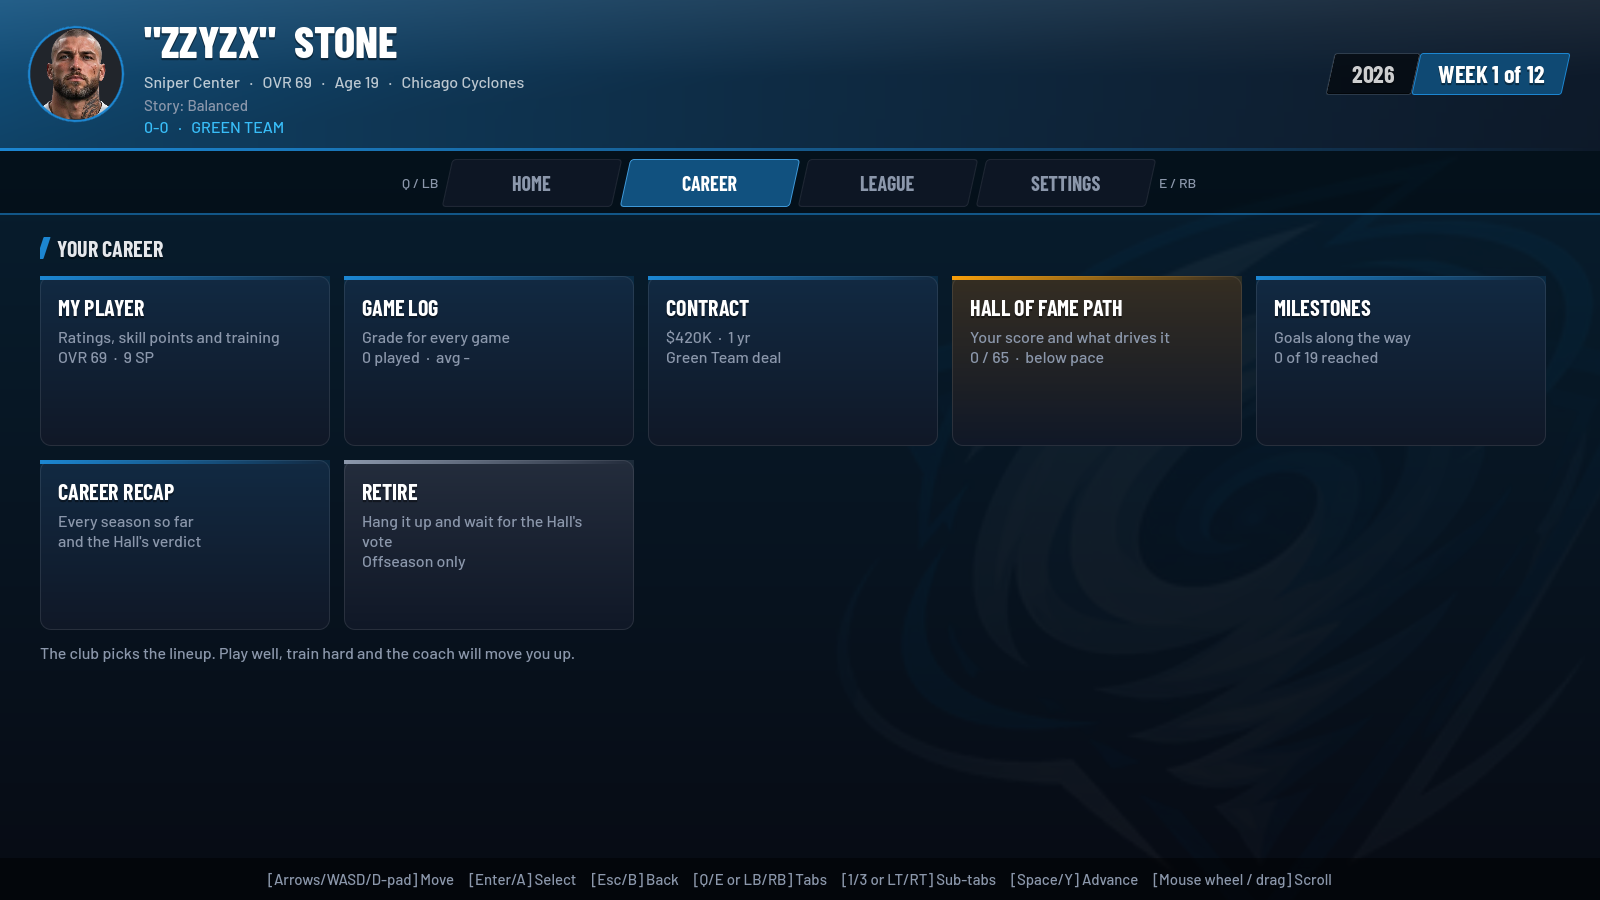 "ZZYZX" STONE
Sniper Center · OVR 69 · Age 19 · Chicago Cyclones
Story: Balanced
0-0 · GREEN TEAM
2026
WEEK 1 of 12
Q / LB
HOME
CAREER
LEAGUE
SETTINGS
E / RB
YOUR CAREER
MY PLAYER
Ratings, skill points and training
OVR 69 · 9 SP
GAME LOG
Grade for every game
0 played · avg -
CONTRACT
$420K · 1 yr
Green Team deal
HALL OF FAME PATH
Your score and what drives it
0 / 65 · below pace
MILESTONES
Goals along the way
0 of 19 reached
CAREER RECAP
Every season so far
and the Hall's verdict
RETIRE
Hang it up and wait for the Hall's
vote
Offseason only
The club picks the lineup. Play well, train hard and the coach will move you up.
[Arrows/WASD/D-pad] Move [Enter/A] Select [Esc/B] Back [Q/E or LB/RB] Tabs [1/3 or LT/RT] Sub-tabs [Space/Y] Advance [Mouse wheel / drag] Scroll